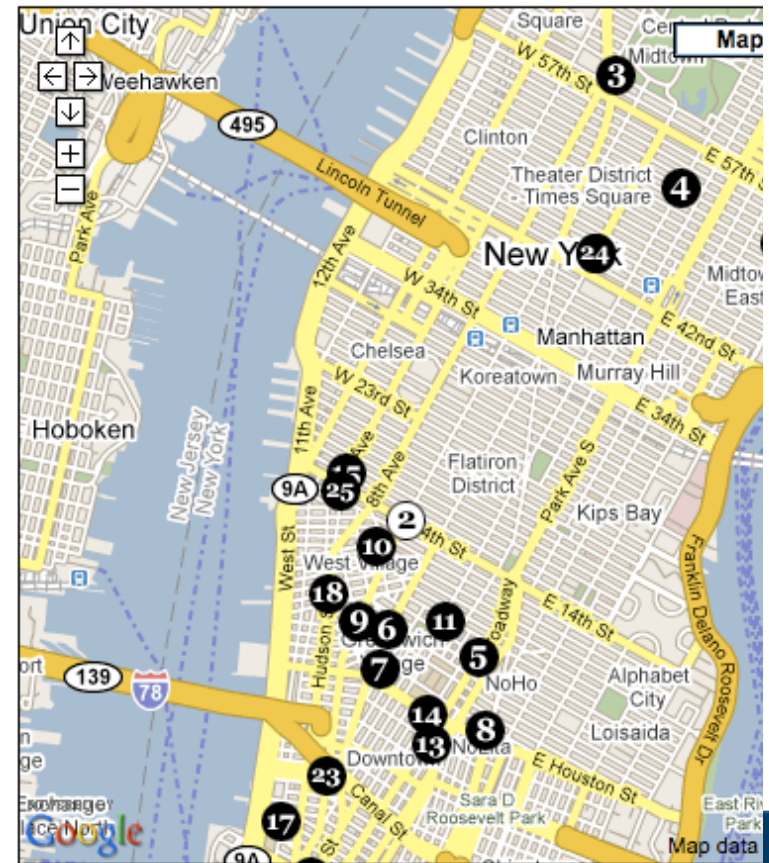 Union City
Square
Map
Midtown
Weehawken
W 57th St
3
495
Clinton
E 57th St
Lincoln Tunnel
Theater District
- Times Square
4
Park Ave
12th Ave
New York
24
Midtown
East
W 34th St
Manhattan
E 42nd St
Chelsea
Koreatown
Murray Hill
W 23rd St
E 34th St
11th Ave
Hoboken
New Jersey
New York
8th Ave
Flatiron
District
Park Ave S
15
9A
25
2
Kips Bay
10
West Village
West St
E 14th St
Franklin Delano Roosevelt Dr
18
9
6
11
Hudson
5
7
NoHo
139
78
Alphabet
City
14
8
Loisaida
13
NoLita
Downtown
E Houston St
23
Canal St
Sara D
Roosevelt Park
17
East Riv
Park
Google
Map data
9A